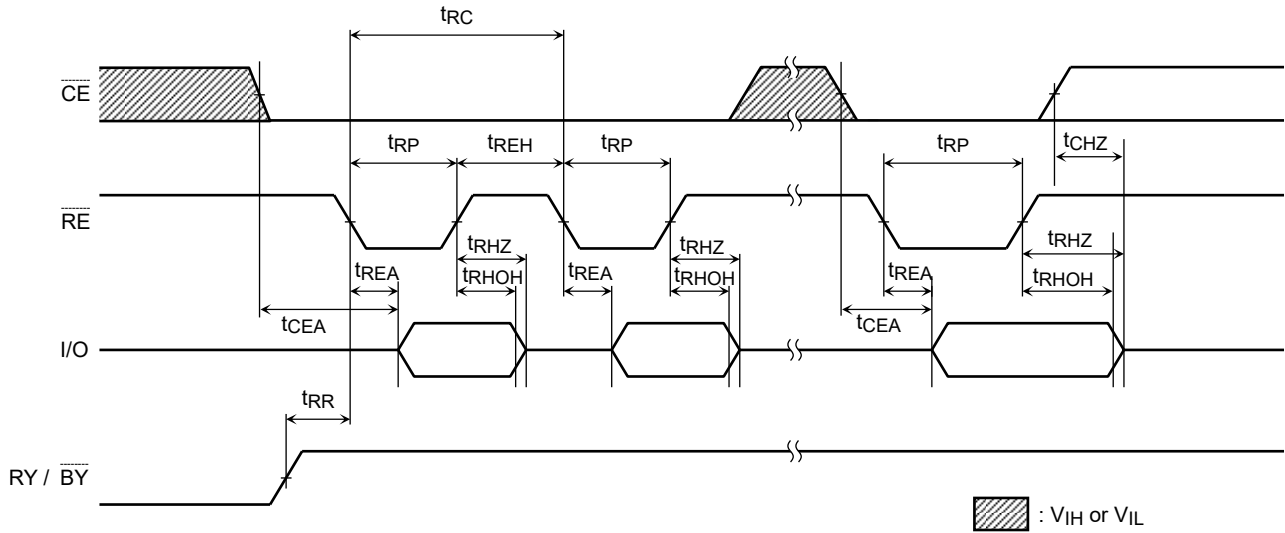 tRC
CE
tRP tREH tRP tRP tCHZ
RE
tRHZ tRHZ tRHZ
tREA tRHOH tREA tRHOH tREA tRHOH
tCEA tCEA
I/O
tRR
RY / BY
: VIH or VIL